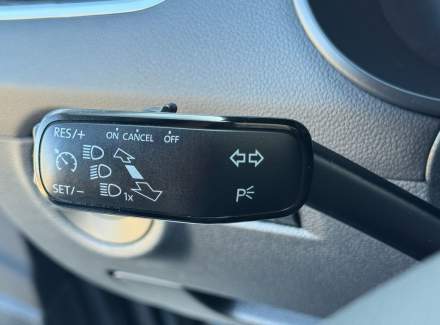 RES/+ ON CANCEL OFF
SET/- 1x P